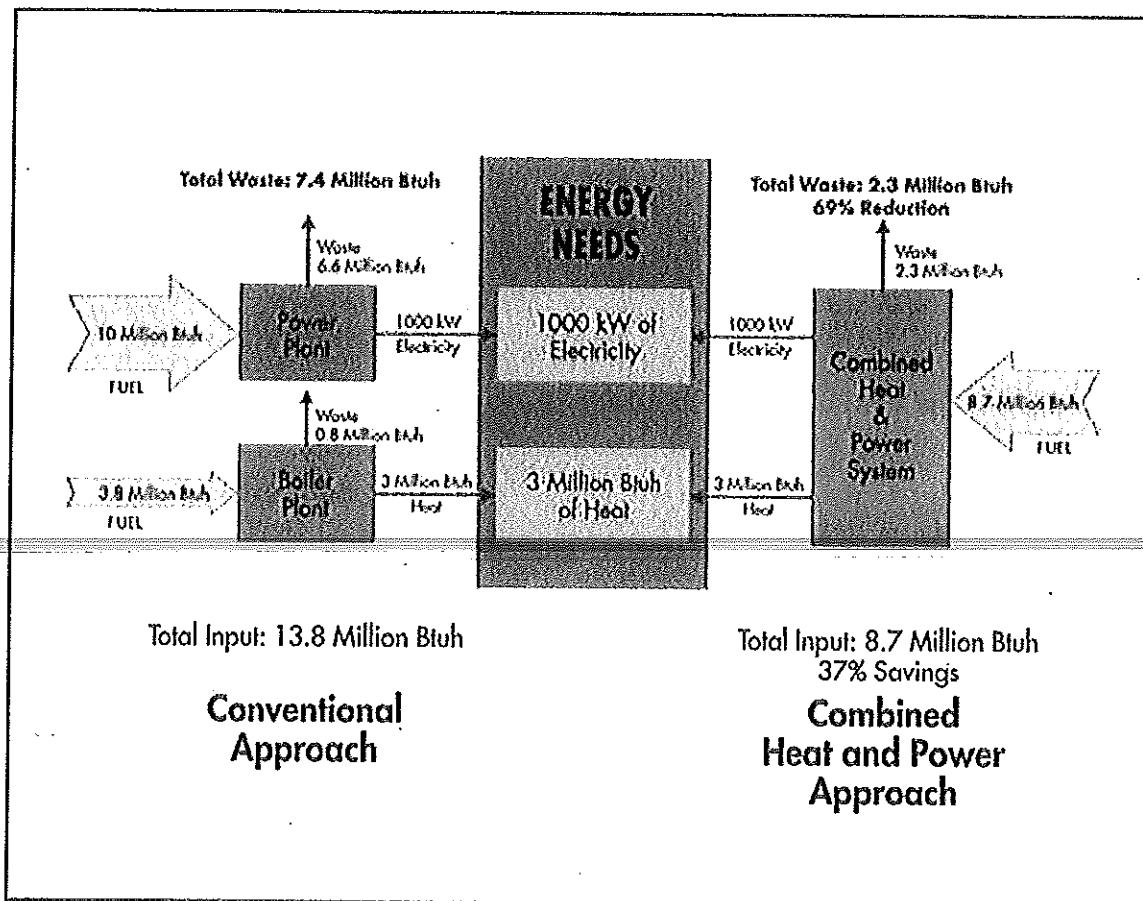 Total Waste: 7.4 Million Btuh
Waste
6.6 Million Btuh
10 Million Btuh
FUEL
Power
Plant
1000 kW
Electricity
Waste
0.8 Million Btuh
3.8 Million Btuh
FUEL
Boiler
Plant
3 Million Btuh
Heat
ENERGY
NEEDS
1000 kW of
Electricity
3 Million Btuh
of Heat
Total Waste: 2.3 Million Btuh
69% Reduction
Waste
2.3 Million Btuh
1000 kW
Electricity
3 Million Btuh
Heat
Combined
Heat
&
Power
System
8.7 Million Btuh
FUEL
Total Input: 13.8 Million Btuh
Conventional
Approach
Total Input: 8.7 Million Btuh
37% Savings
Combined
Heat and Power
Approach